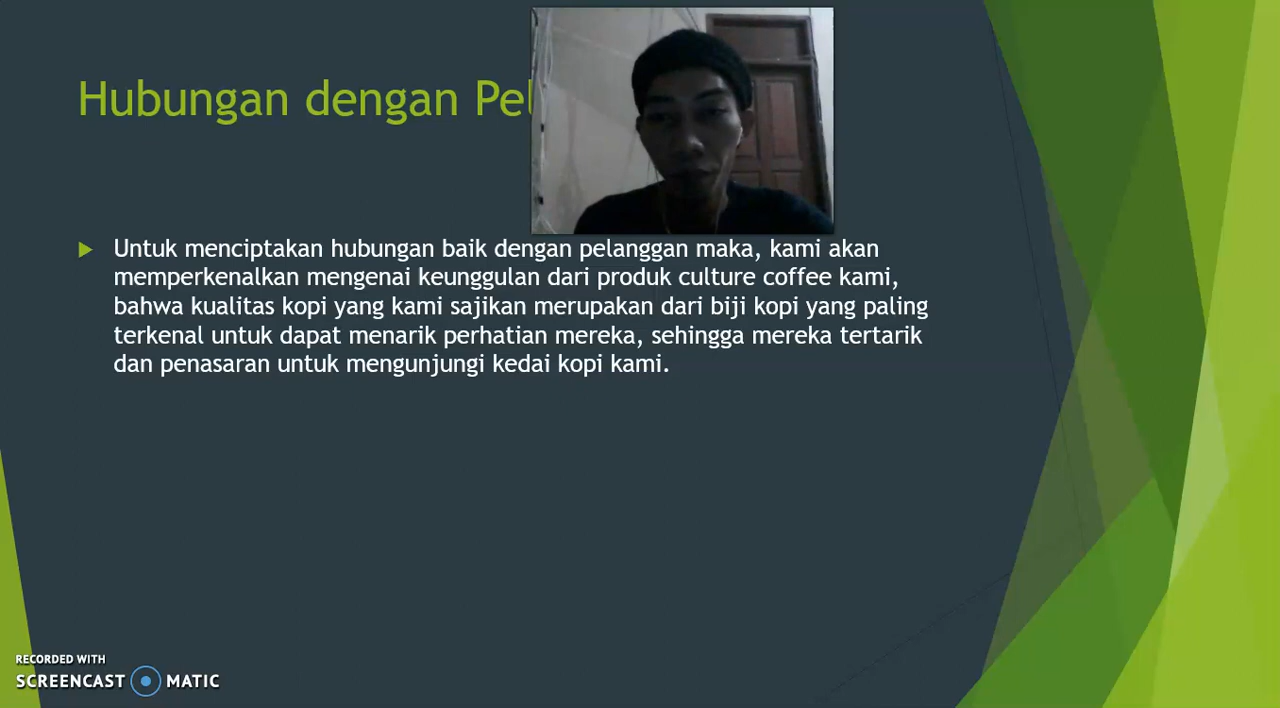 Hubungan dengan
Untuk menciptakan hubungan baik dengan pelanggan maka, kami akan
memperkenalkan mengenai keunggulan dari produk culture coffee kami,
bahwa kualitas kopi yang kami sajikan merupakan dari biji kopi yang paling
terkenal untuk dapat menarik perhatian mereka, sehingga mereka tertarik
dan penasaran untuk mengunjungi kedai kopi kami.
RECORDED WITH
SCREENCAST MATIC